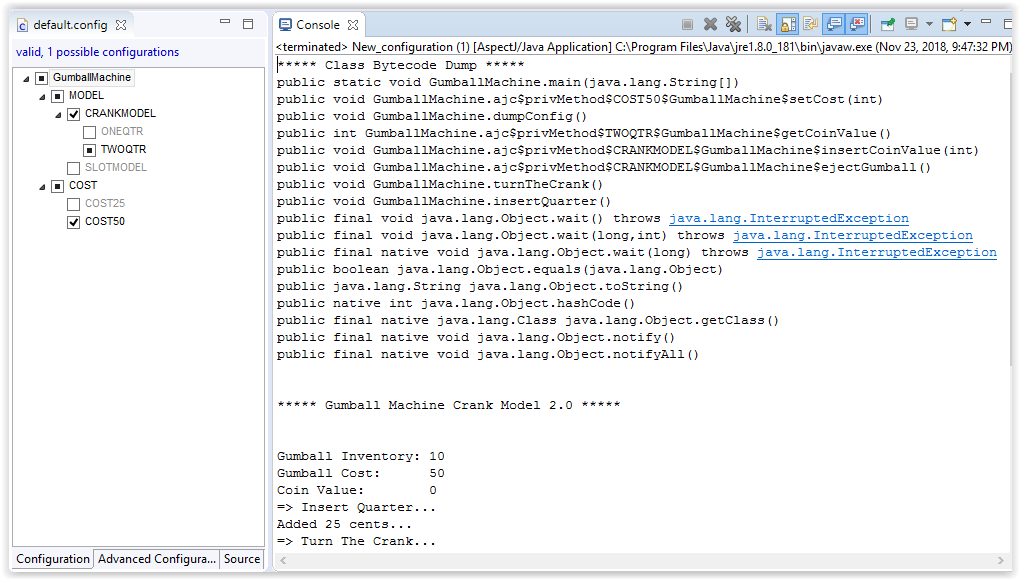 default.config
valid, 1 possible configurations
GumballMachine
MODEL
CRANKMODEL
ONEQTR
TWOQTR
SLOTMODEL
COST
COST25
COST50
Configuration
Advanced Configura...
Source
Console
<terminated> New_configuration (1) [AspectJ/Java Application] C:\Program Files\Java\jre1.8.0_181\bin\javaw.exe (Nov 23, 2018, 9:47:32 PM)
***** Class Bytecode Dump *****
public static void GumballMachine.main(java.lang.String[])
public void GumballMachine.ajc$privMethod$COST50$GumballMachine$setCost(int)
public void GumballMachine.dumpConfig()
public int GumballMachine.ajc$privMethod$TWOQTR$GumballMachine$getCoinValue()
public void GumballMachine.ajc$privMethod$CRANKMODEL$GumballMachine$insertCoinValue(int)
public void GumballMachine.ajc$privMethod$CRANKMODEL$GumballMachine$ejectGumball()
public void GumballMachine.turnTheCrank()
public void GumballMachine.insertQuarter()
public final void java.lang.Object.wait() throws java.lang.InterruptedException
public final void java.lang.Object.wait(long,int) throws java.lang.InterruptedException
public final native void java.lang.Object.wait(long) throws java.lang.InterruptedException
public boolean java.lang.Object.equals(java.lang.Object)
public java.lang.String java.lang.Object.toString()
public native int java.lang.Object.hashCode()
public final native java.lang.Class java.lang.Object.getClass()
public final native void java.lang.Object.notify()
public final native void java.lang.Object.notifyAll()
***** Gumball Machine Crank Model 2.0 *****
Gumball Inventory: 10
Gumball Cost: 50
Coin Value: 0
=> Insert Quarter...
Added 25 cents...
=> Turn The Crank...